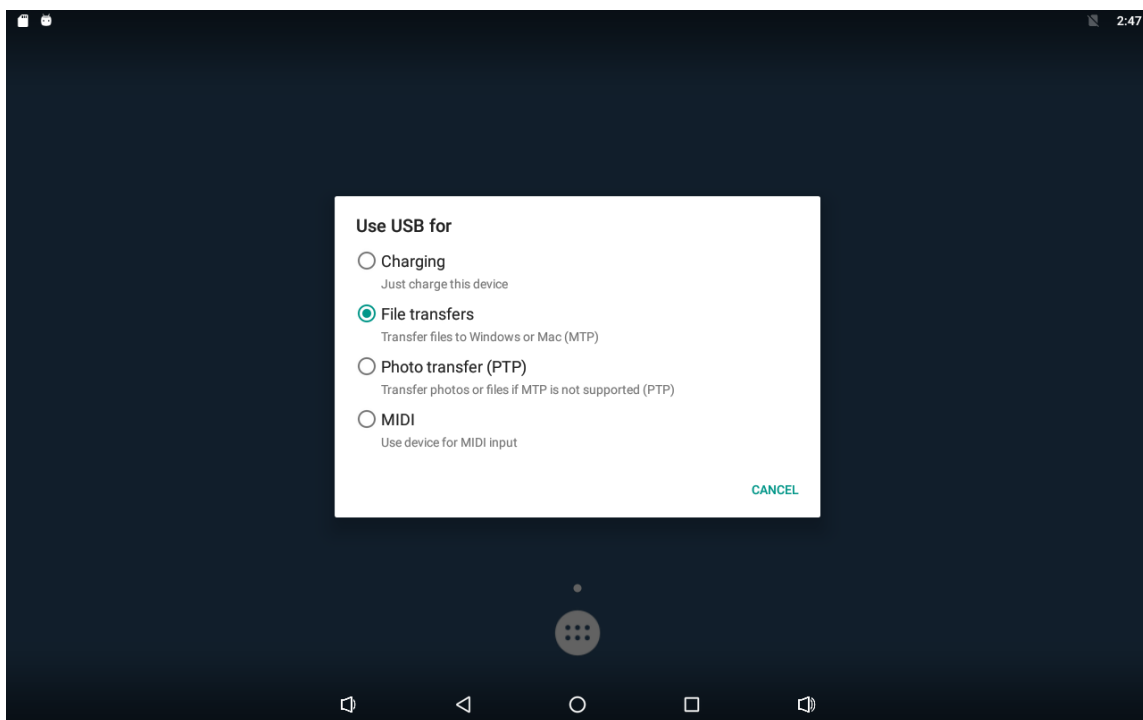 2:47
Use USB for
Charging
Just charge this device
File transfers
Transfer files to Windows or Mac (MTP)
Photo transfer (PTP)
Transfer photos or files if MTP is not supported (PTP)
MIDI
Use device for MIDI input
CANCEL